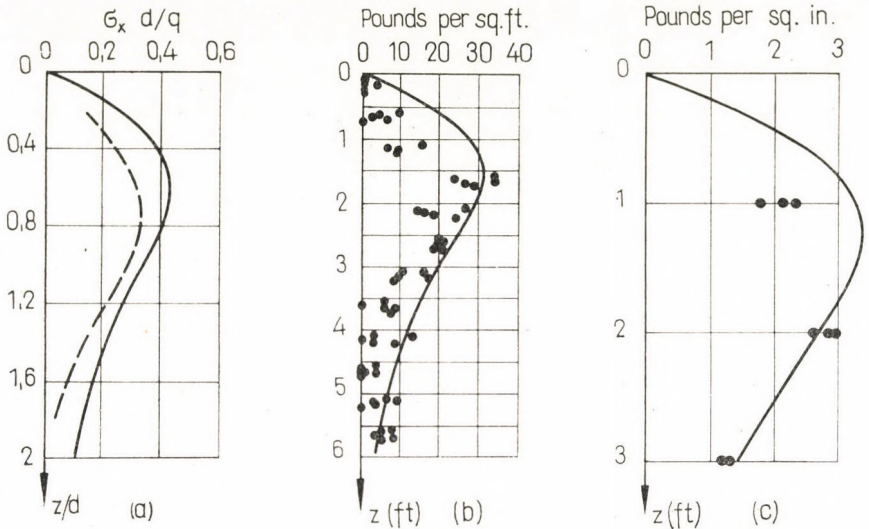 Ϭₓ d/q
0 0,2 0,4 0,6
0
0,4
0,8
1,2
1,6
2
z/d (a)
Pounds per sq.ft.
0 10 20 30 40
0
1
2
3
4
5
6
z (ft) (b)
Pounds per sq. in.
0 1 2 3
0
1
2
3
z (ft) (c)